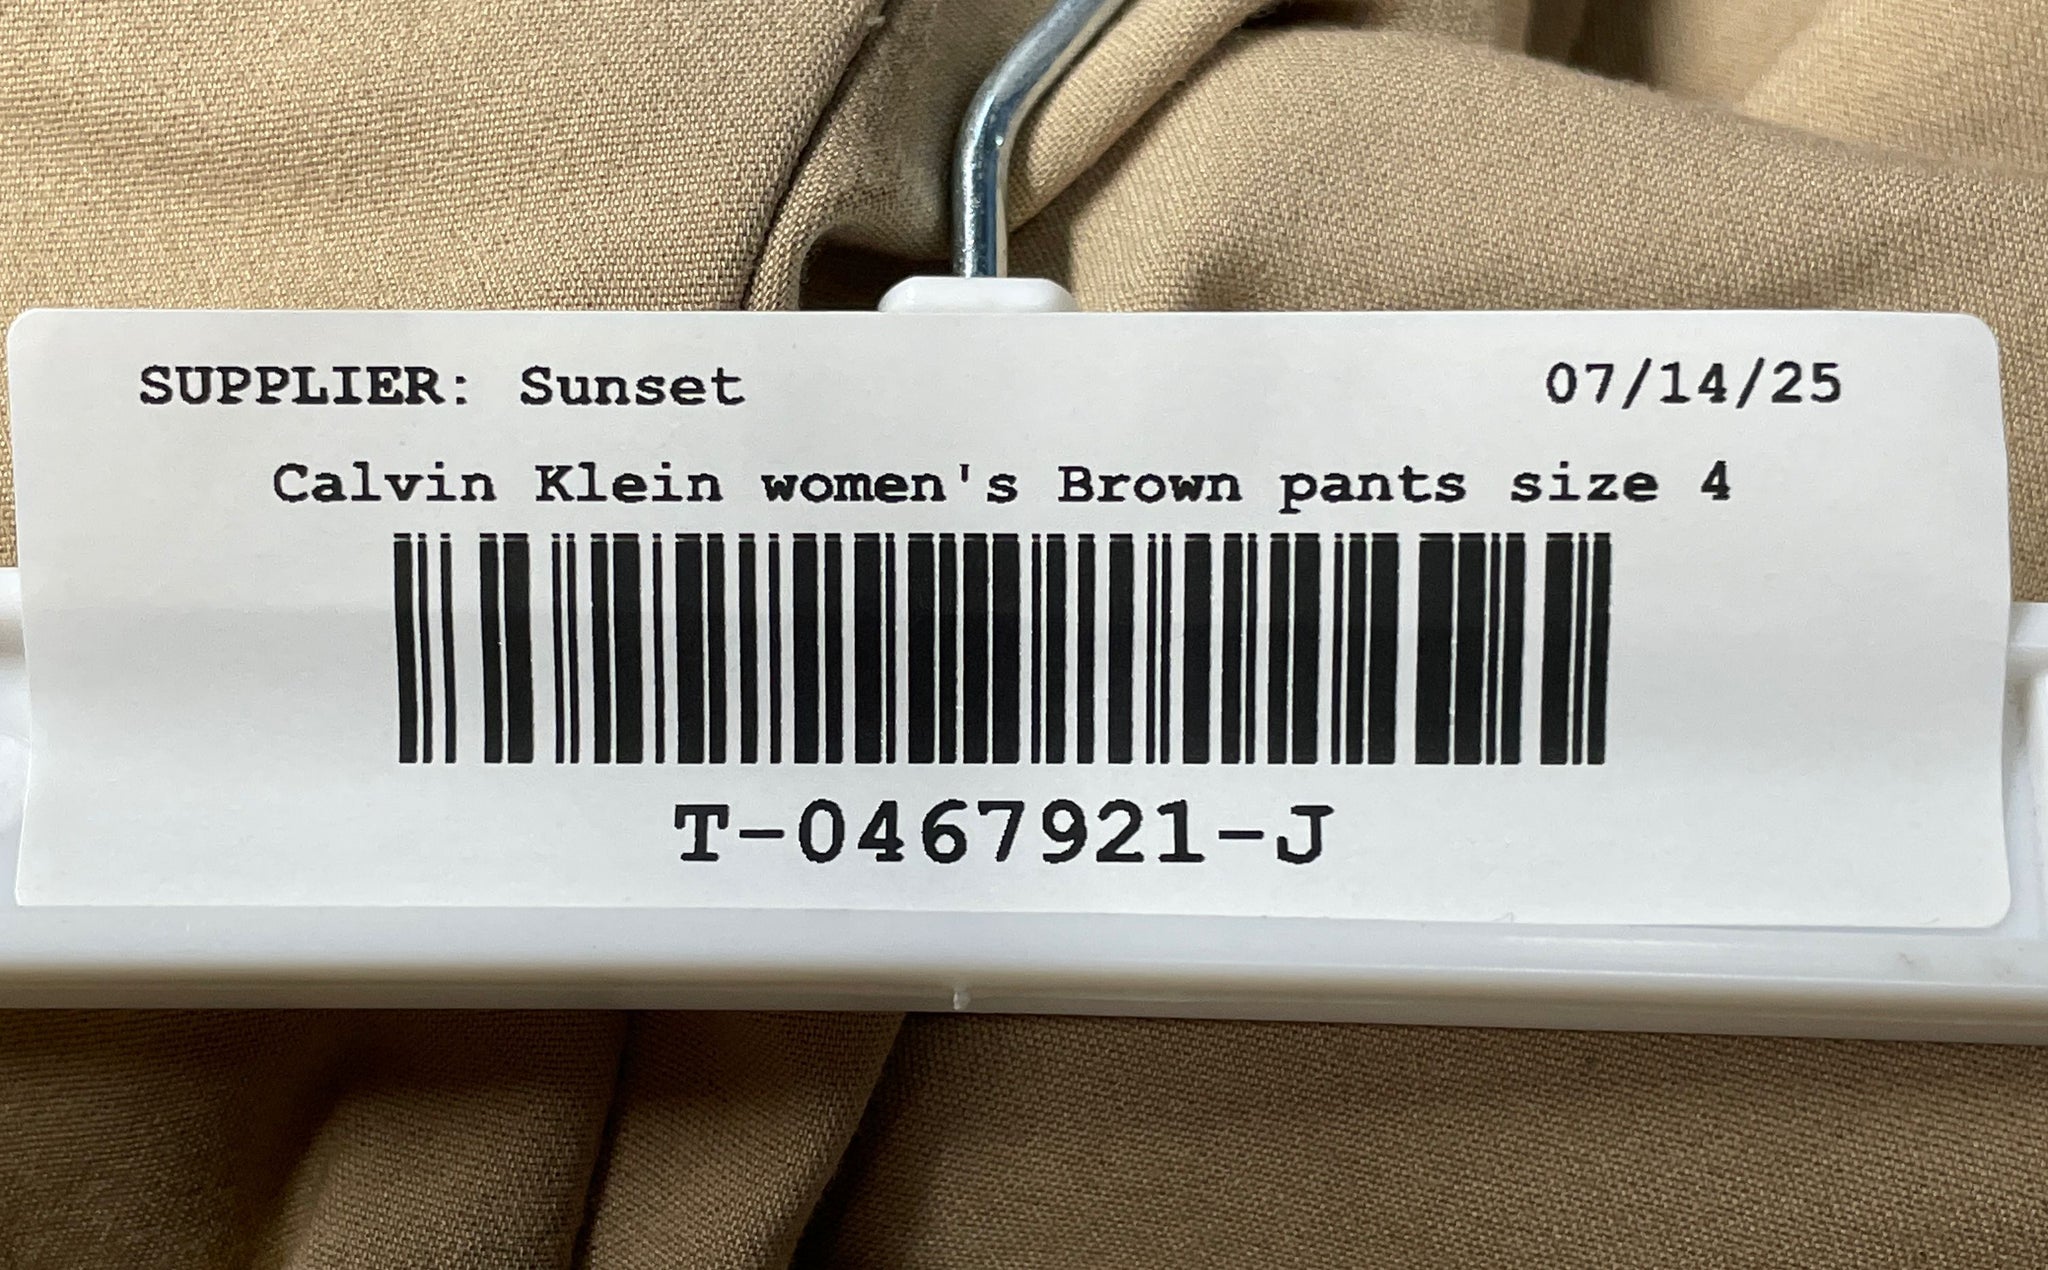 SUPPLIER: Sunset 07/14/25
Calvin Klein women's Brown pants size 4
T-0467921-J